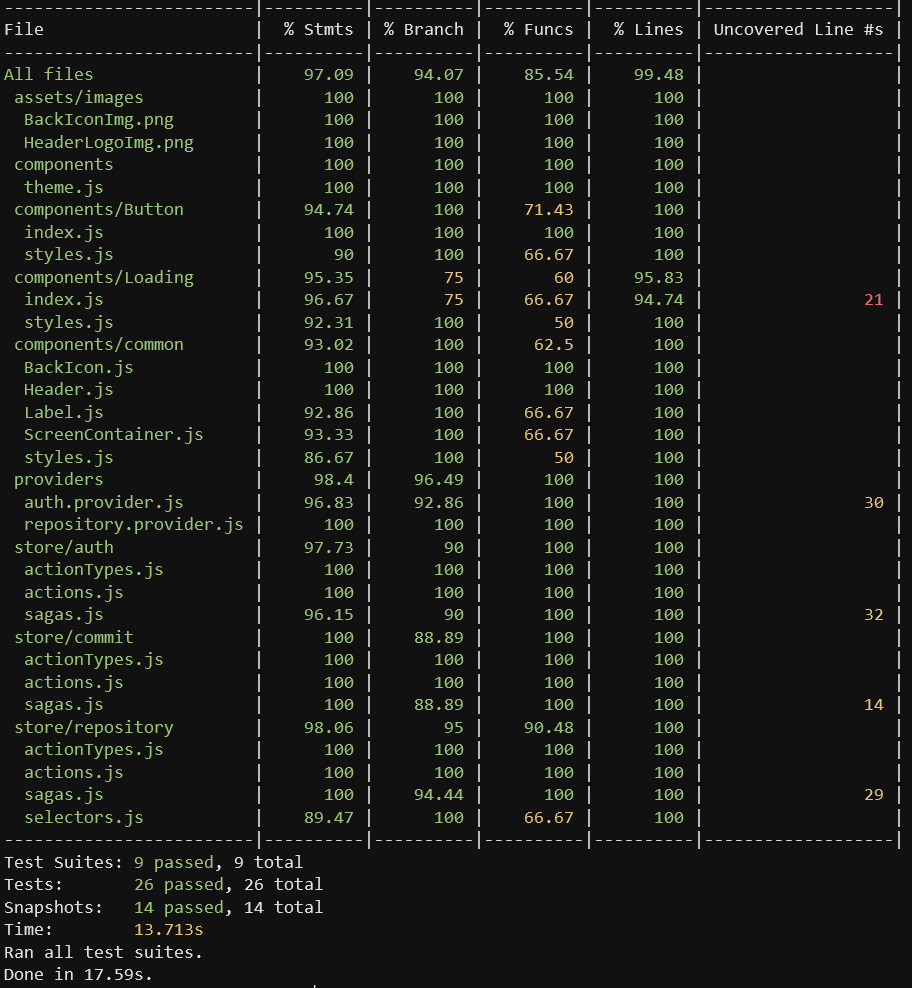 -------------------------|----------|----------|----------|----------|-------------------|
File                     |  % Stmts | % Branch |  % Funcs |  % Lines | Uncovered Line #s |
-------------------------|----------|----------|----------|----------|-------------------|
All files                |    97.09 |    94.07 |    85.54 |    99.48 |                   |
 assets/images           |      100 |      100 |      100 |      100 |                   |
  BackIconImg.png        |      100 |      100 |      100 |      100 |                   |
  HeaderLogoImg.png      |      100 |      100 |      100 |      100 |                   |
 components              |      100 |      100 |      100 |      100 |                   |
  theme.js               |      100 |      100 |      100 |      100 |                   |
 components/Button       |    94.74 |      100 |    71.43 |      100 |                   |
  index.js               |      100 |      100 |      100 |      100 |                   |
  styles.js              |       90 |      100 |    66.67 |      100 |                   |
 components/Loading      |    95.35 |       75 |       60 |    95.83 |                   |
  index.js               |    96.67 |       75 |    66.67 |    94.74 |                21 |
  styles.js              |    92.31 |      100 |       50 |      100 |                   |
 components/common       |    93.02 |      100 |     62.5 |      100 |                   |
  BackIcon.js            |      100 |      100 |      100 |      100 |                   |
  Header.js              |      100 |      100 |      100 |      100 |                   |
  Label.js               |    92.86 |      100 |    66.67 |      100 |                   |
  ScreenContainer.js     |    93.33 |      100 |    66.67 |      100 |                   |
  styles.js              |    86.67 |      100 |       50 |      100 |                   |
 providers               |     98.4 |    96.49 |      100 |      100 |                   |
  auth.provider.js       |    96.83 |    92.86 |      100 |      100 |                30 |
  repository.provider.js |      100 |      100 |      100 |      100 |                   |
 store/auth              |    97.73 |       90 |      100 |      100 |                   |
  actionTypes.js         |      100 |      100 |      100 |      100 |                   |
  actions.js             |      100 |      100 |      100 |      100 |                   |
  sagas.js               |    96.15 |       90 |      100 |      100 |                32 |
 store/commit            |      100 |    88.89 |      100 |      100 |                   |
  actionTypes.js         |      100 |      100 |      100 |      100 |                   |
  actions.js             |      100 |      100 |      100 |      100 |                   |
  sagas.js               |      100 |    88.89 |      100 |      100 |                14 |
 store/repository        |    98.06 |       95 |    90.48 |      100 |                   |
  actionTypes.js         |      100 |      100 |      100 |      100 |                   |
  actions.js             |      100 |      100 |      100 |      100 |                   |
  sagas.js               |      100 |    94.44 |      100 |      100 |                29 |
  selectors.js           |    89.47 |      100 |    66.67 |      100 |                   |
-------------------------|----------|----------|----------|----------|-------------------|
Test Suites: 9 passed, 9 total
Tests:       26 passed, 26 total
Snapshots:   14 passed, 14 total
Time:        13.713s
Ran all test suites.
Done in 17.59s.